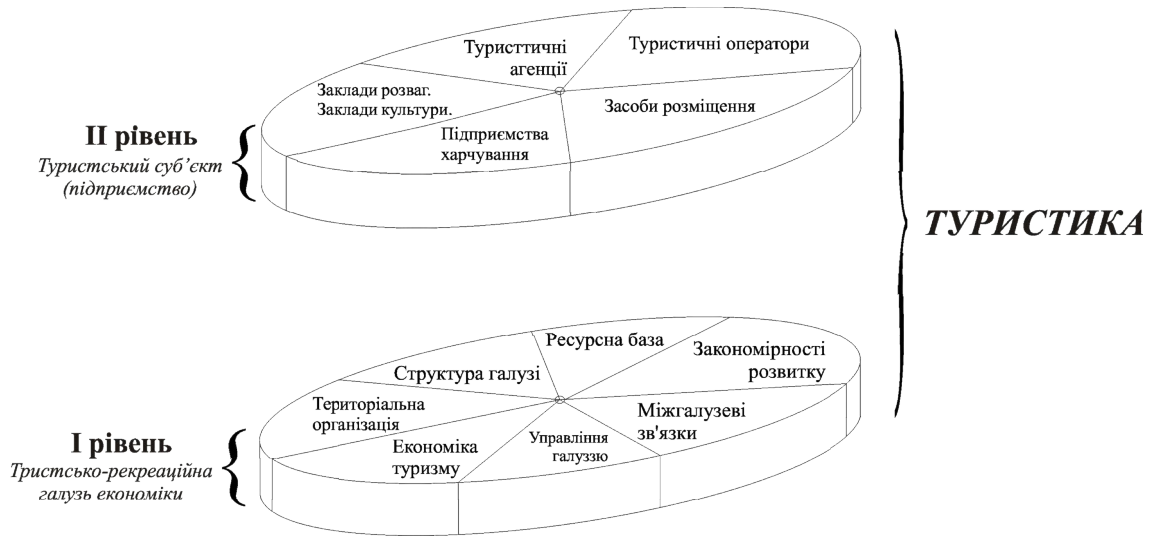 Туристтичні
агенції
Туристичні оператори
Заклади розваг.
Заклади культури.
Засоби розміщення
Підприємства
харчування
II рівень
Туристський суб’єкт
(підприємство)
ТУРИСТИКА
Ресурсна база
Закономірності
розвитку
Структура галузі
Територіальна
організація
Міжгалузеві
зв'язки
Економіка
туризму
Управління
галуззю
I рівень
Тристсько-рекреаційна
галузь економіки